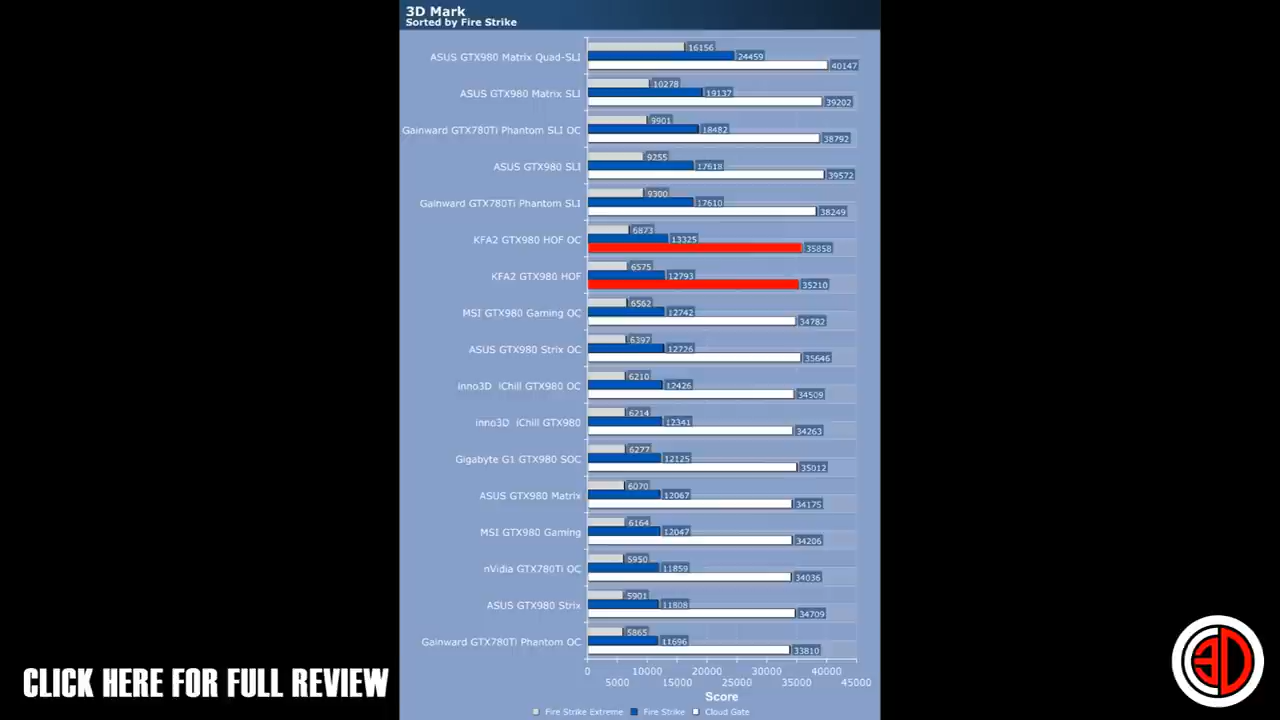 3D Mark
Sorted by Fire Strike
ASUS GTX980 Matrix Quad-SLI
16156
24459
40147
ASUS GTX980 Matrix SLI
10278
19137
39202
Gainward GTX780Ti Phantom SLI OC
9901
18482
38792
ASUS GTX980 SLI
9255
17618
39572
Gainward GTX780Ti Phantom SLI
9300
17610
38249
KFA2 GTX980 HOF OC
6873
13325
35858
KFA2 GTX980 HOF
6575
12793
35210
MSI GTX980 Gaming OC
6562
12742
34782
ASUS GTX980 Strix OC
6397
12726
35646
inno3D iChill GTX980 OC
6210
12426
34509
inno3D iChill GTX980
6214
12341
34263
Gigabyte G1 GTX980 SOC
6277
12125
35012
ASUS GTX980 Matrix
6070
12067
34175
MSI GTX980 Gaming
6164
12047
34206
nVidia GTX780Ti OC
5950
11859
34036
ASUS GTX980 Strix
5901
11808
34709
Gainward GTX780Ti Phantom OC
5865
11696
33810
0 10000 20000 30000 40000
5000 15000 25000 35000 45000
Score
Fire Strike Extreme Fire Strike Cloud Gate
CLICK HERE FOR FULL REVIEW
3D